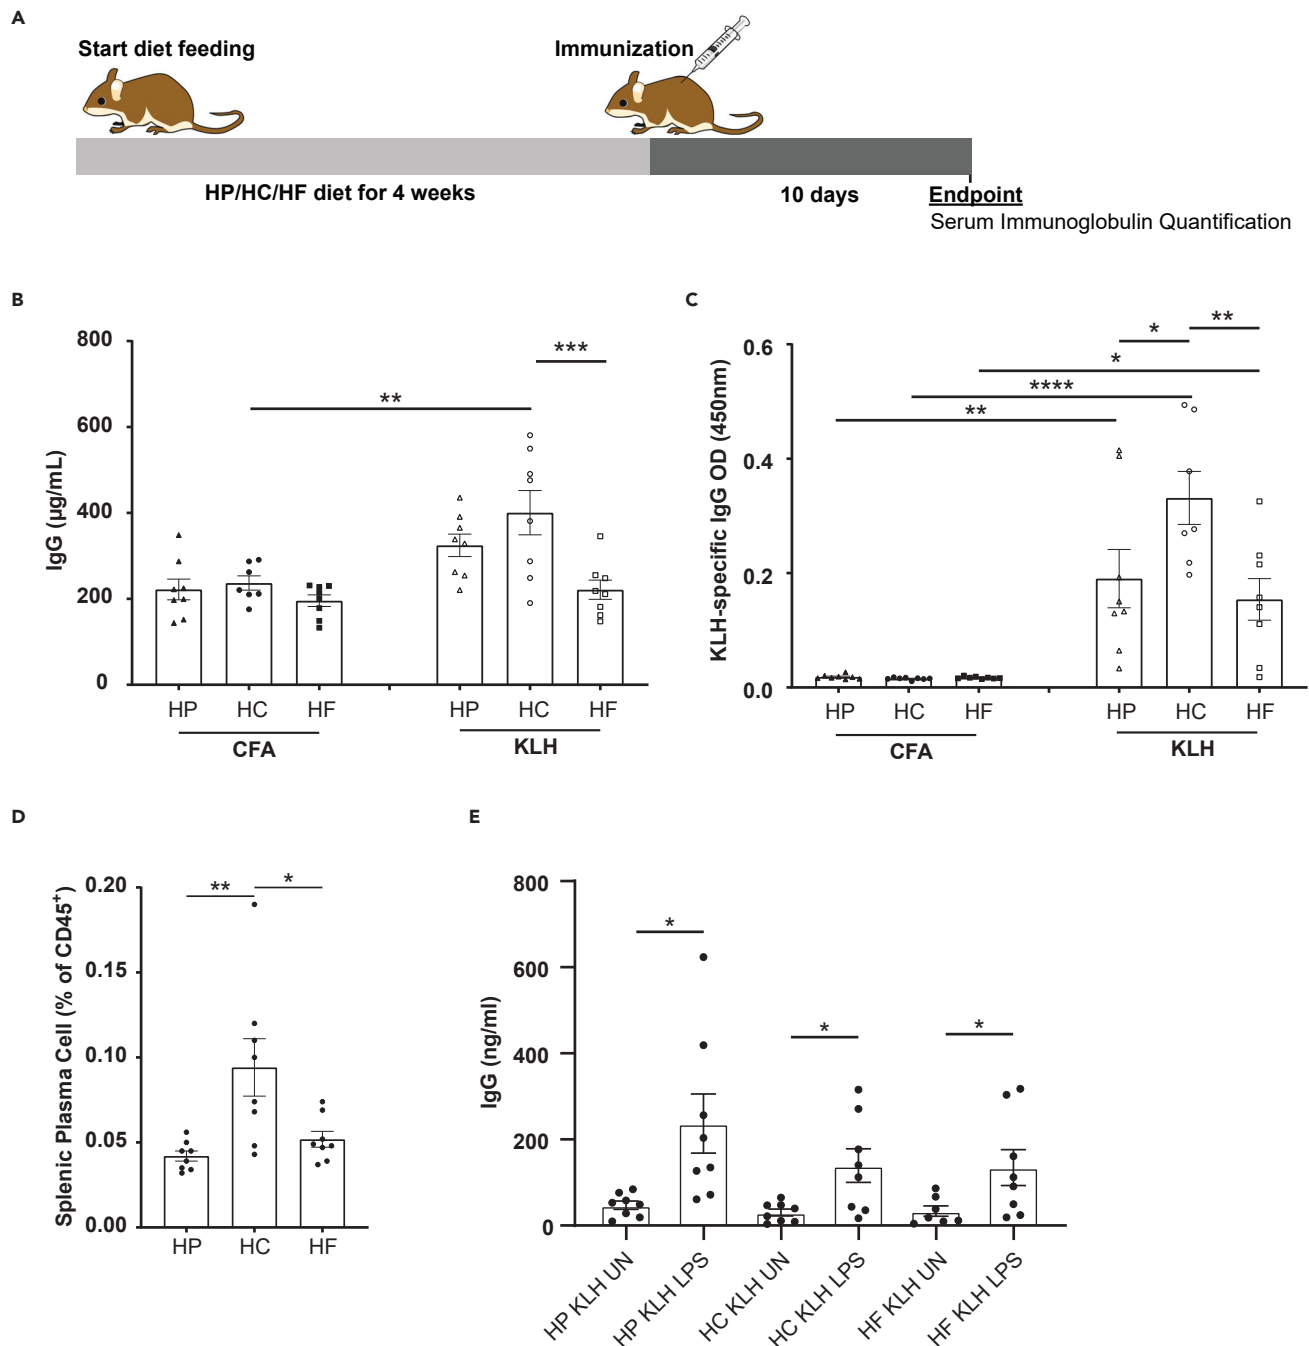 A
Start diet feeding
Immunization
HP/HC/HF diet for 4 weeks
10 days
Endpoint
Serum Immunoglobulin Quantification
B
IgG (µg/mL)
800
600
400
200
0
**
***
HP HC HF HP HC HF
CFA KLH
C
KLH-specific IgG OD (450nm)
0.6
0.4
0.2
0.0
* **
*
****
**
HP HC HF HP HC HF
CFA KLH
D
Splenic Plasma Cell (% of CD45+)
0.20
0.15
0.10
0.05
0.00
** *
HP HC HF
E
IgG (ng/ml)
800
600
400
200
0
*
*
*
HP KLH UN
HP KLH LPS
HC KLH UN
HC KLH LPS
HF KLH UN
HF KLH LPS